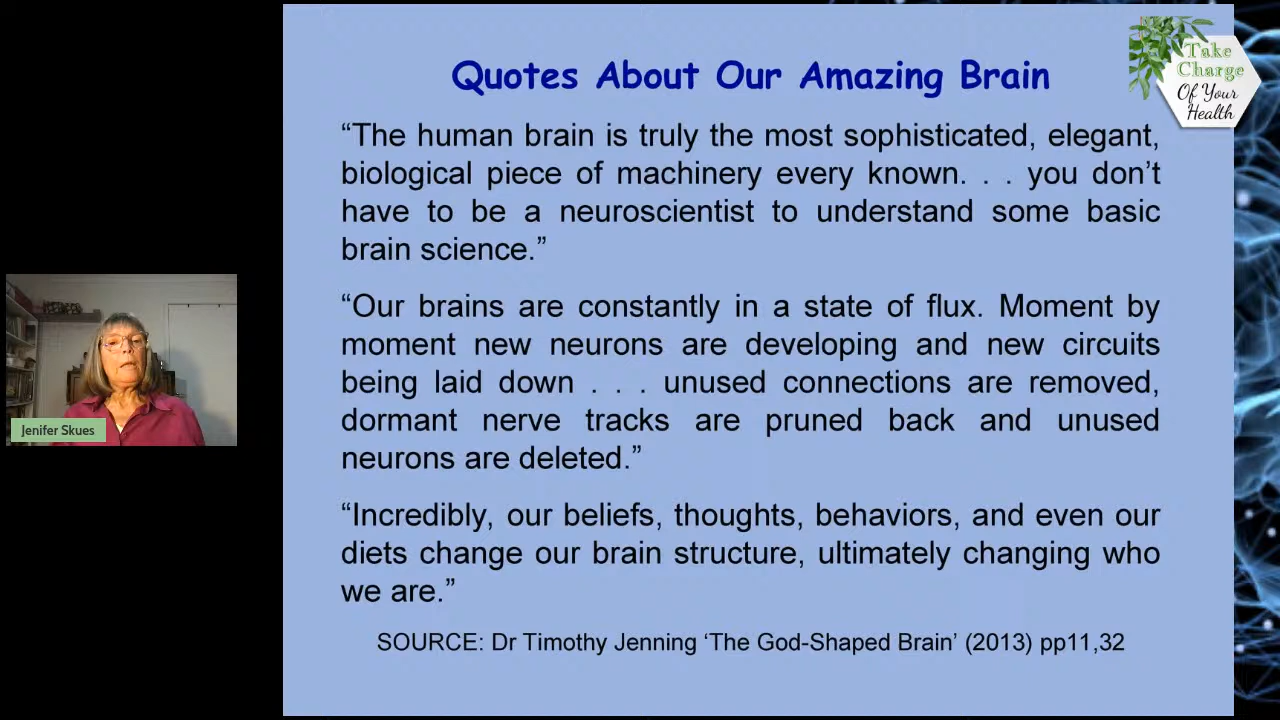 Quotes About Our Amazing Brain
Take
Charge
Of Your
Health
“The human brain is truly the most sophisticated, elegant,
biological piece of machinery every known. . . you don’t
have to be a neuroscientist to understand some basic
brain science.”
“Our brains are constantly in a state of flux. Moment by
moment new neurons are developing and new circuits
being laid down . . . unused connections are removed,
dormant nerve tracks are pruned back and unused
neurons are deleted.”
“Incredibly, our beliefs, thoughts, behaviors, and even our
diets change our brain structure, ultimately changing who
we are.”
SOURCE: Dr Timothy Jenning ‘The God-Shaped Brain’ (2013) pp11,32
Jenifer Skues